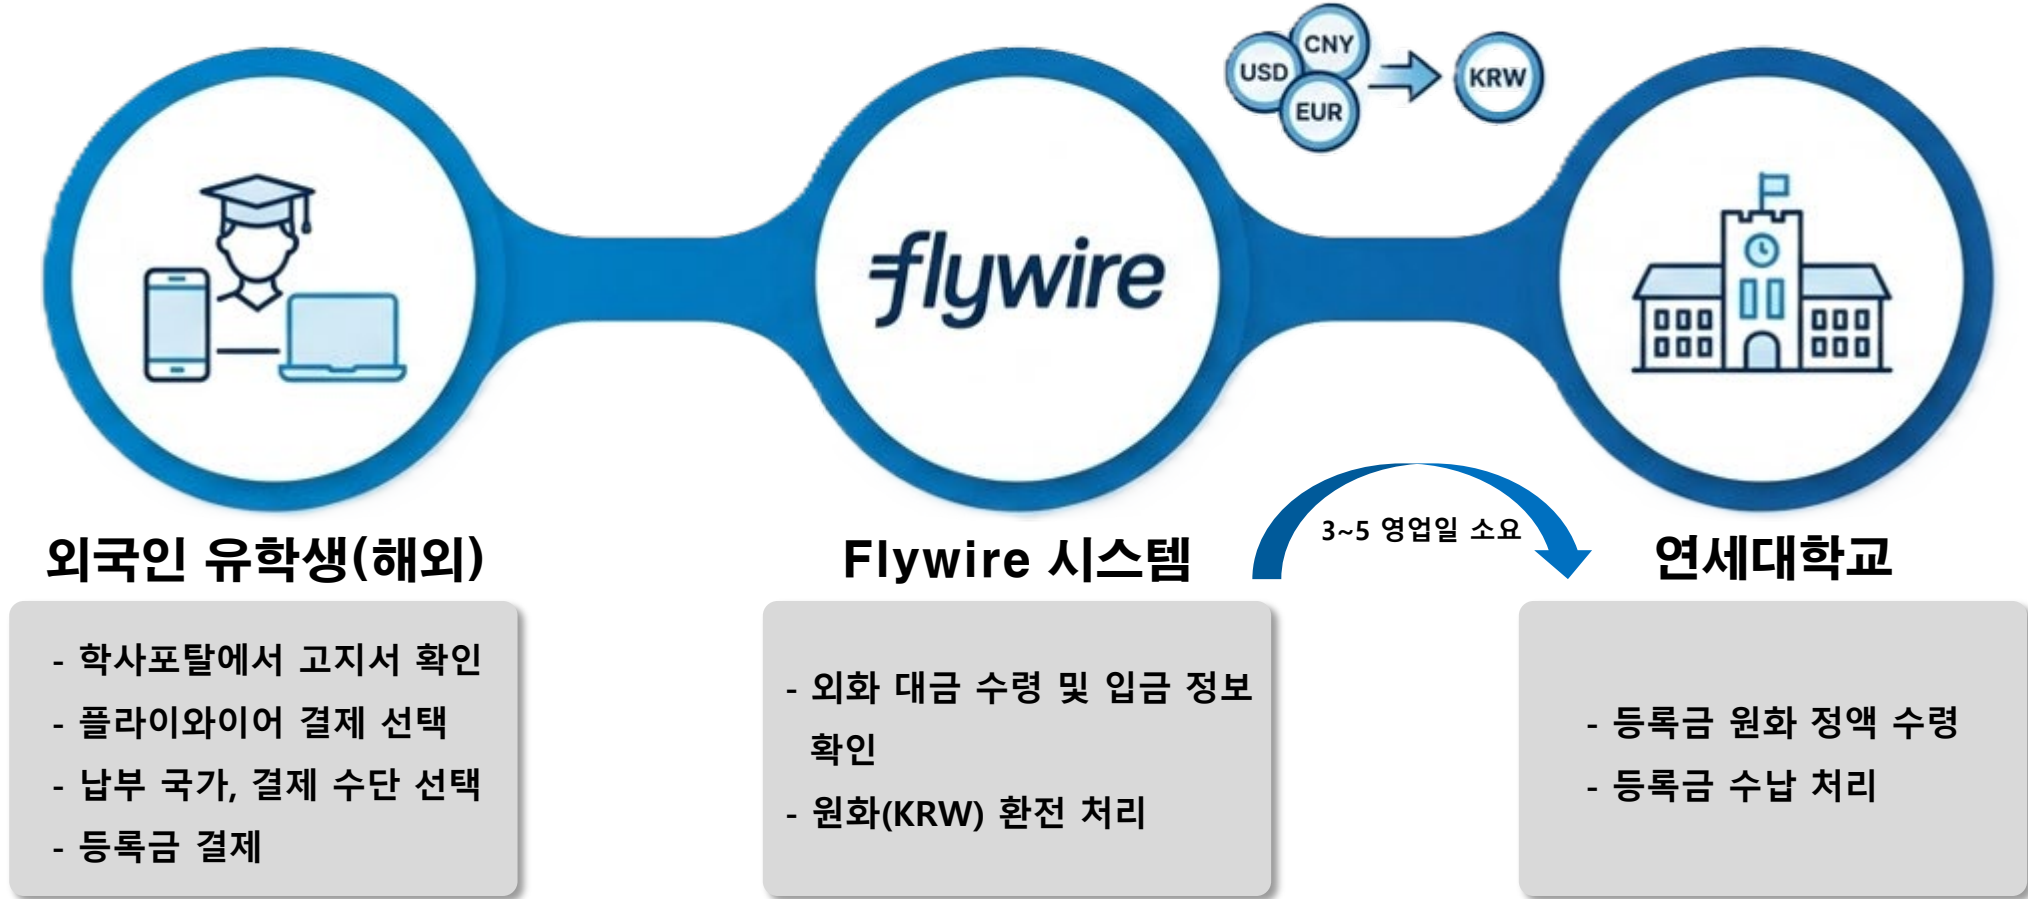 CNY
USD
EUR
KRW
flywire
3~5 영업일 소요
외국인 유학생(해외)
Flywire 시스템
연세대학교
- 학사포탈에서 고지서 확인
- 플라이와이어 결제 선택
- 납부 국가, 결제 수단 선택
- 등록금 결제
- 외화 대금 수령 및 입금 정보
확인
- 원화(KRW) 환전 처리
- 등록금 원화 정액 수령
- 등록금 수납 처리